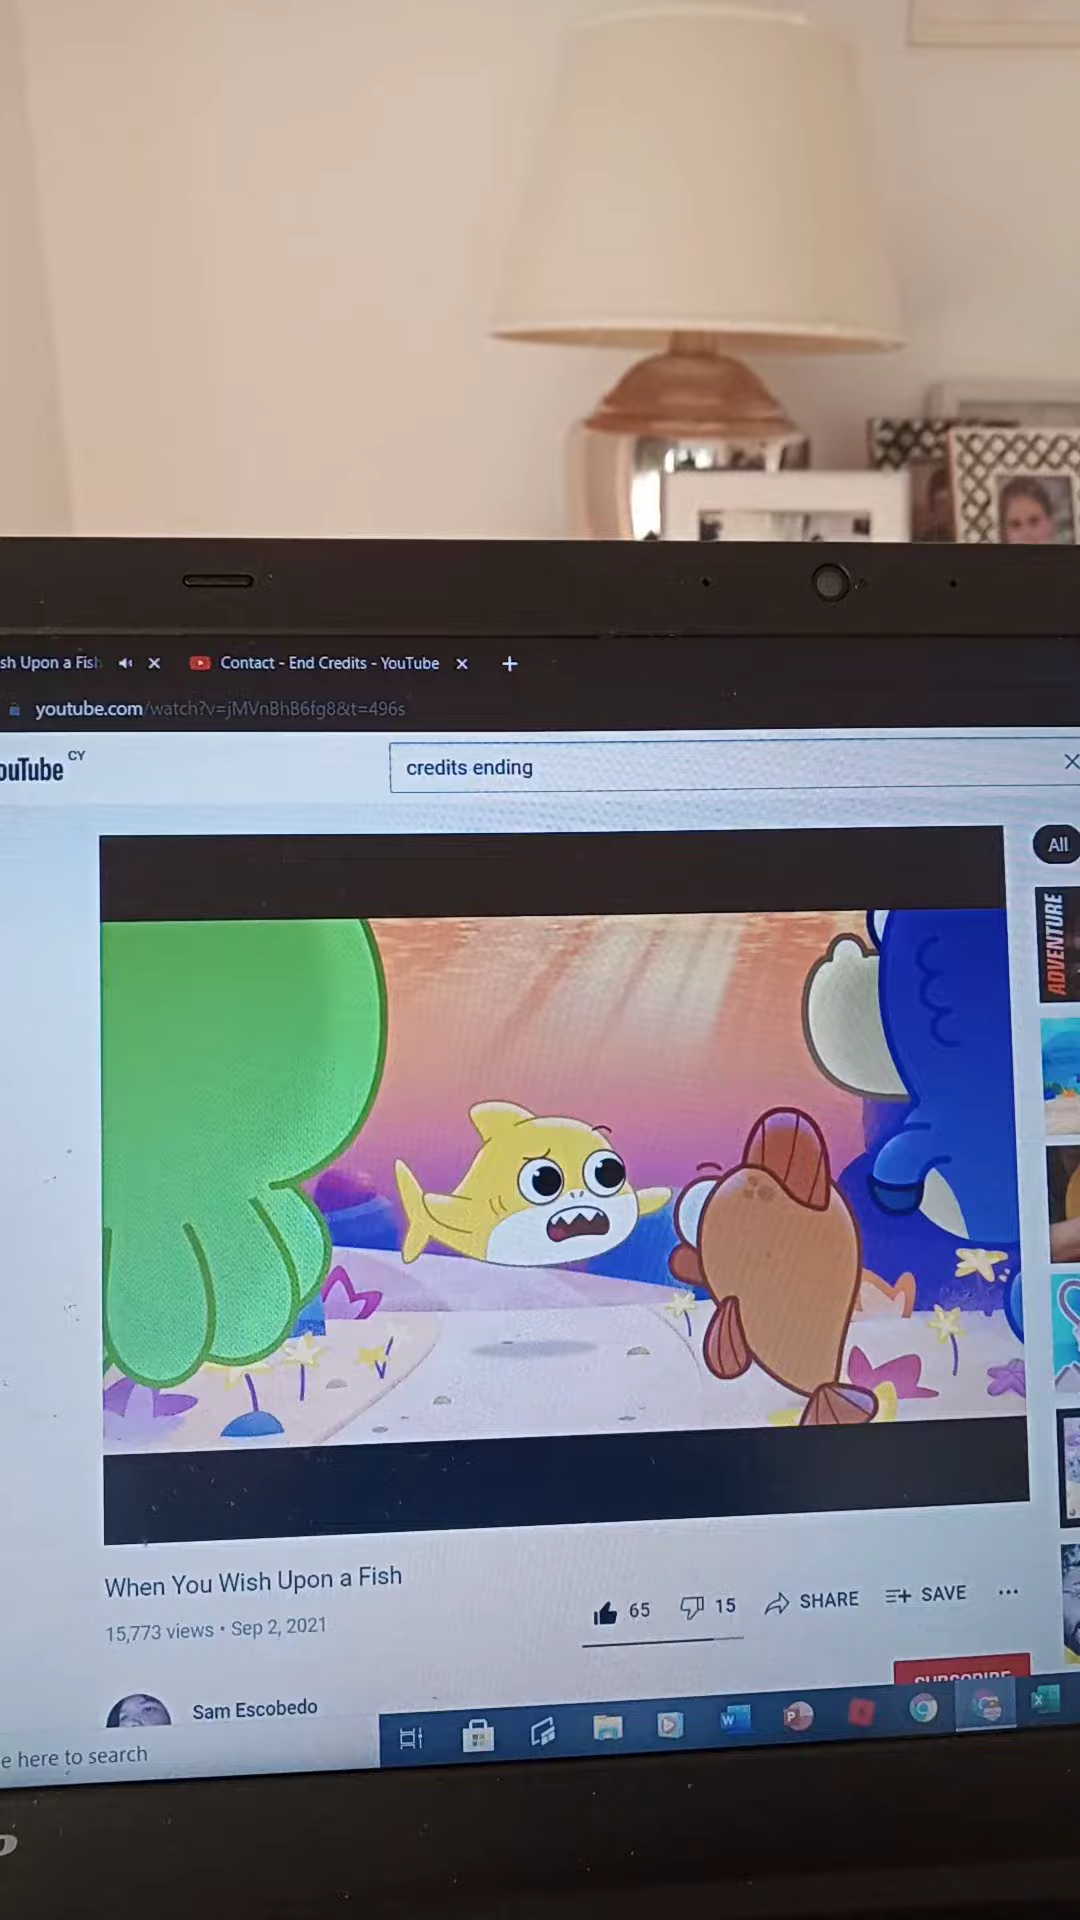 sh Upon a Fish
Contact - End Credits - YouTube
youtube.com/watch?v=jMVnBhB6fg8&t=496s
ouTube CY
credits ending
All
ADVENTURE
When You Wish Upon a Fish
15,773 views • Sep 2, 2021
65 15 SHARE SAVE
SUBSCRIBE
Sam Escobedo
e here to search